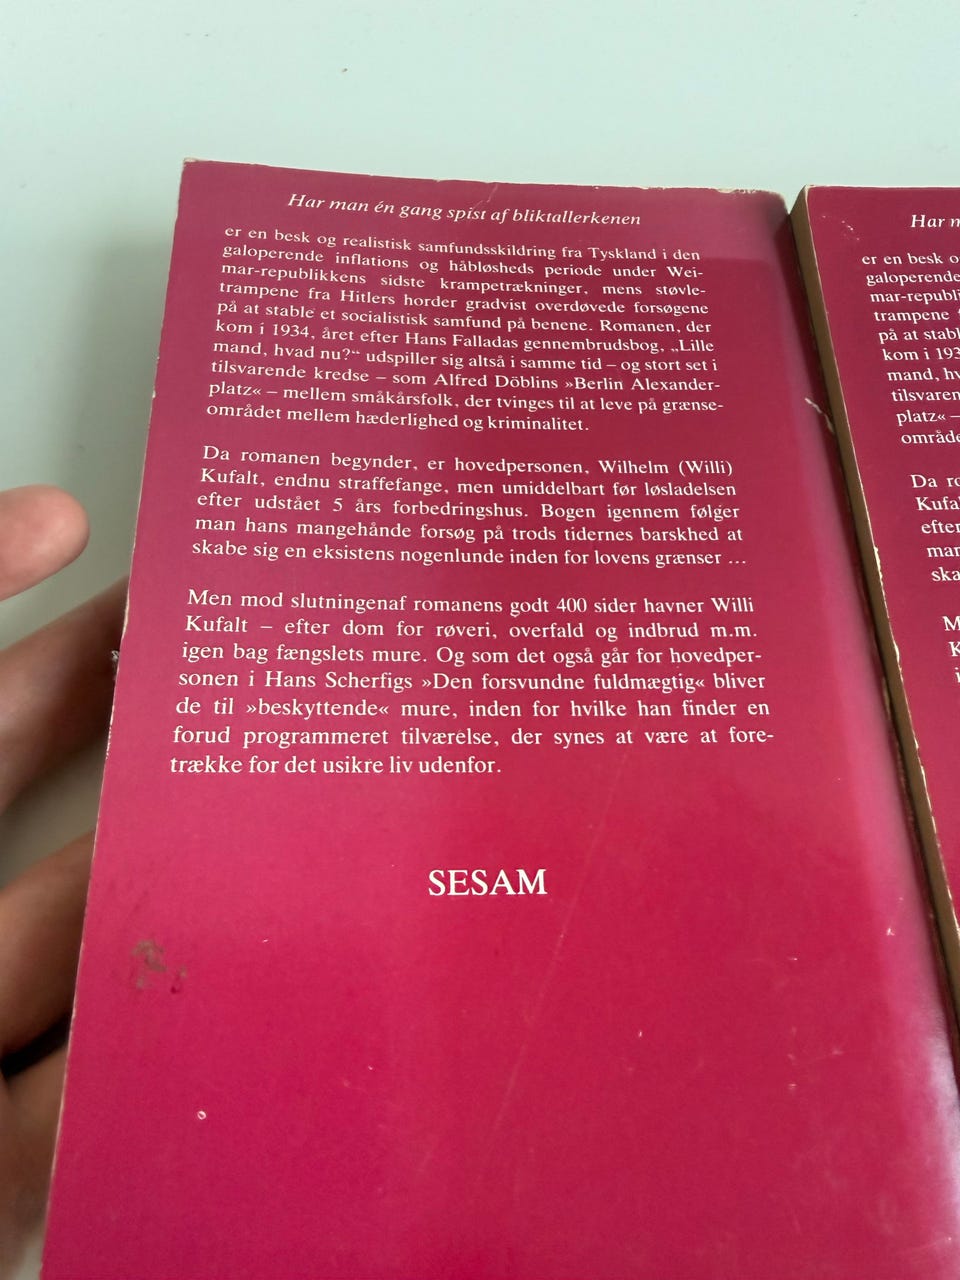 Har man én gang spist af bliktallerkenen
er en besk og realistisk samfundsskildring fra Tyskland i den
galoperende inflations og håbløsheds periode under Wei-
mar-republikkens sidste krampetrækninger, mens støvle-
trampene fra Hitlers horder gradvist overdøvede forsøgene
på at stable et socialistisk samfund på benene. Romanen, der
kom i 1934, året efter Hans Falladas gennembrudsbog, „Lille
mand, hvad nu?“ udspiller sig altså i samme tid – og stort set i
tilsvarende kredse – som Alfred Döblins »Berlin Alexander-
platz« – mellem småkårsfolk, der tvinges til at leve på grænse-
området mellem hæderlighed og kriminalitet.
Da romanen begynder, er hovedpersonen, Wilhelm (Willi)
Kufalt, endnu straffefange, men umiddelbart før løsladelsen
efter udstået 5 års forbedringshus. Bogen igennem følger
man hans mangehånde forsøg på trods tidernes barskhed at
skabe sig en eksistens nogenlunde inden for lovens grænser ...
Men mod slutningenaf romanens godt 400 sider havner Willi
Kufalt – efter dom for røveri, overfald og indbrud m.m.
igen bag fængslets mure. Og som det også går for hovedper-
sonen i Hans Scherfigs »Den forsvundne fuldmægtig« bliver
de til »beskyttende« mure, inden for hvilke han finder en
forud programmeret tilværelse, der synes at være at fore-
trække for det usikre liv udenfor.
SESAM
Har m
er en besk o
galoperende
mar-republi
trampene
på at stabl
kom i 193
mand, hv
tilsvaren
platz« –
område
Da ro
Kufal
efter
man
ska
M
K
i